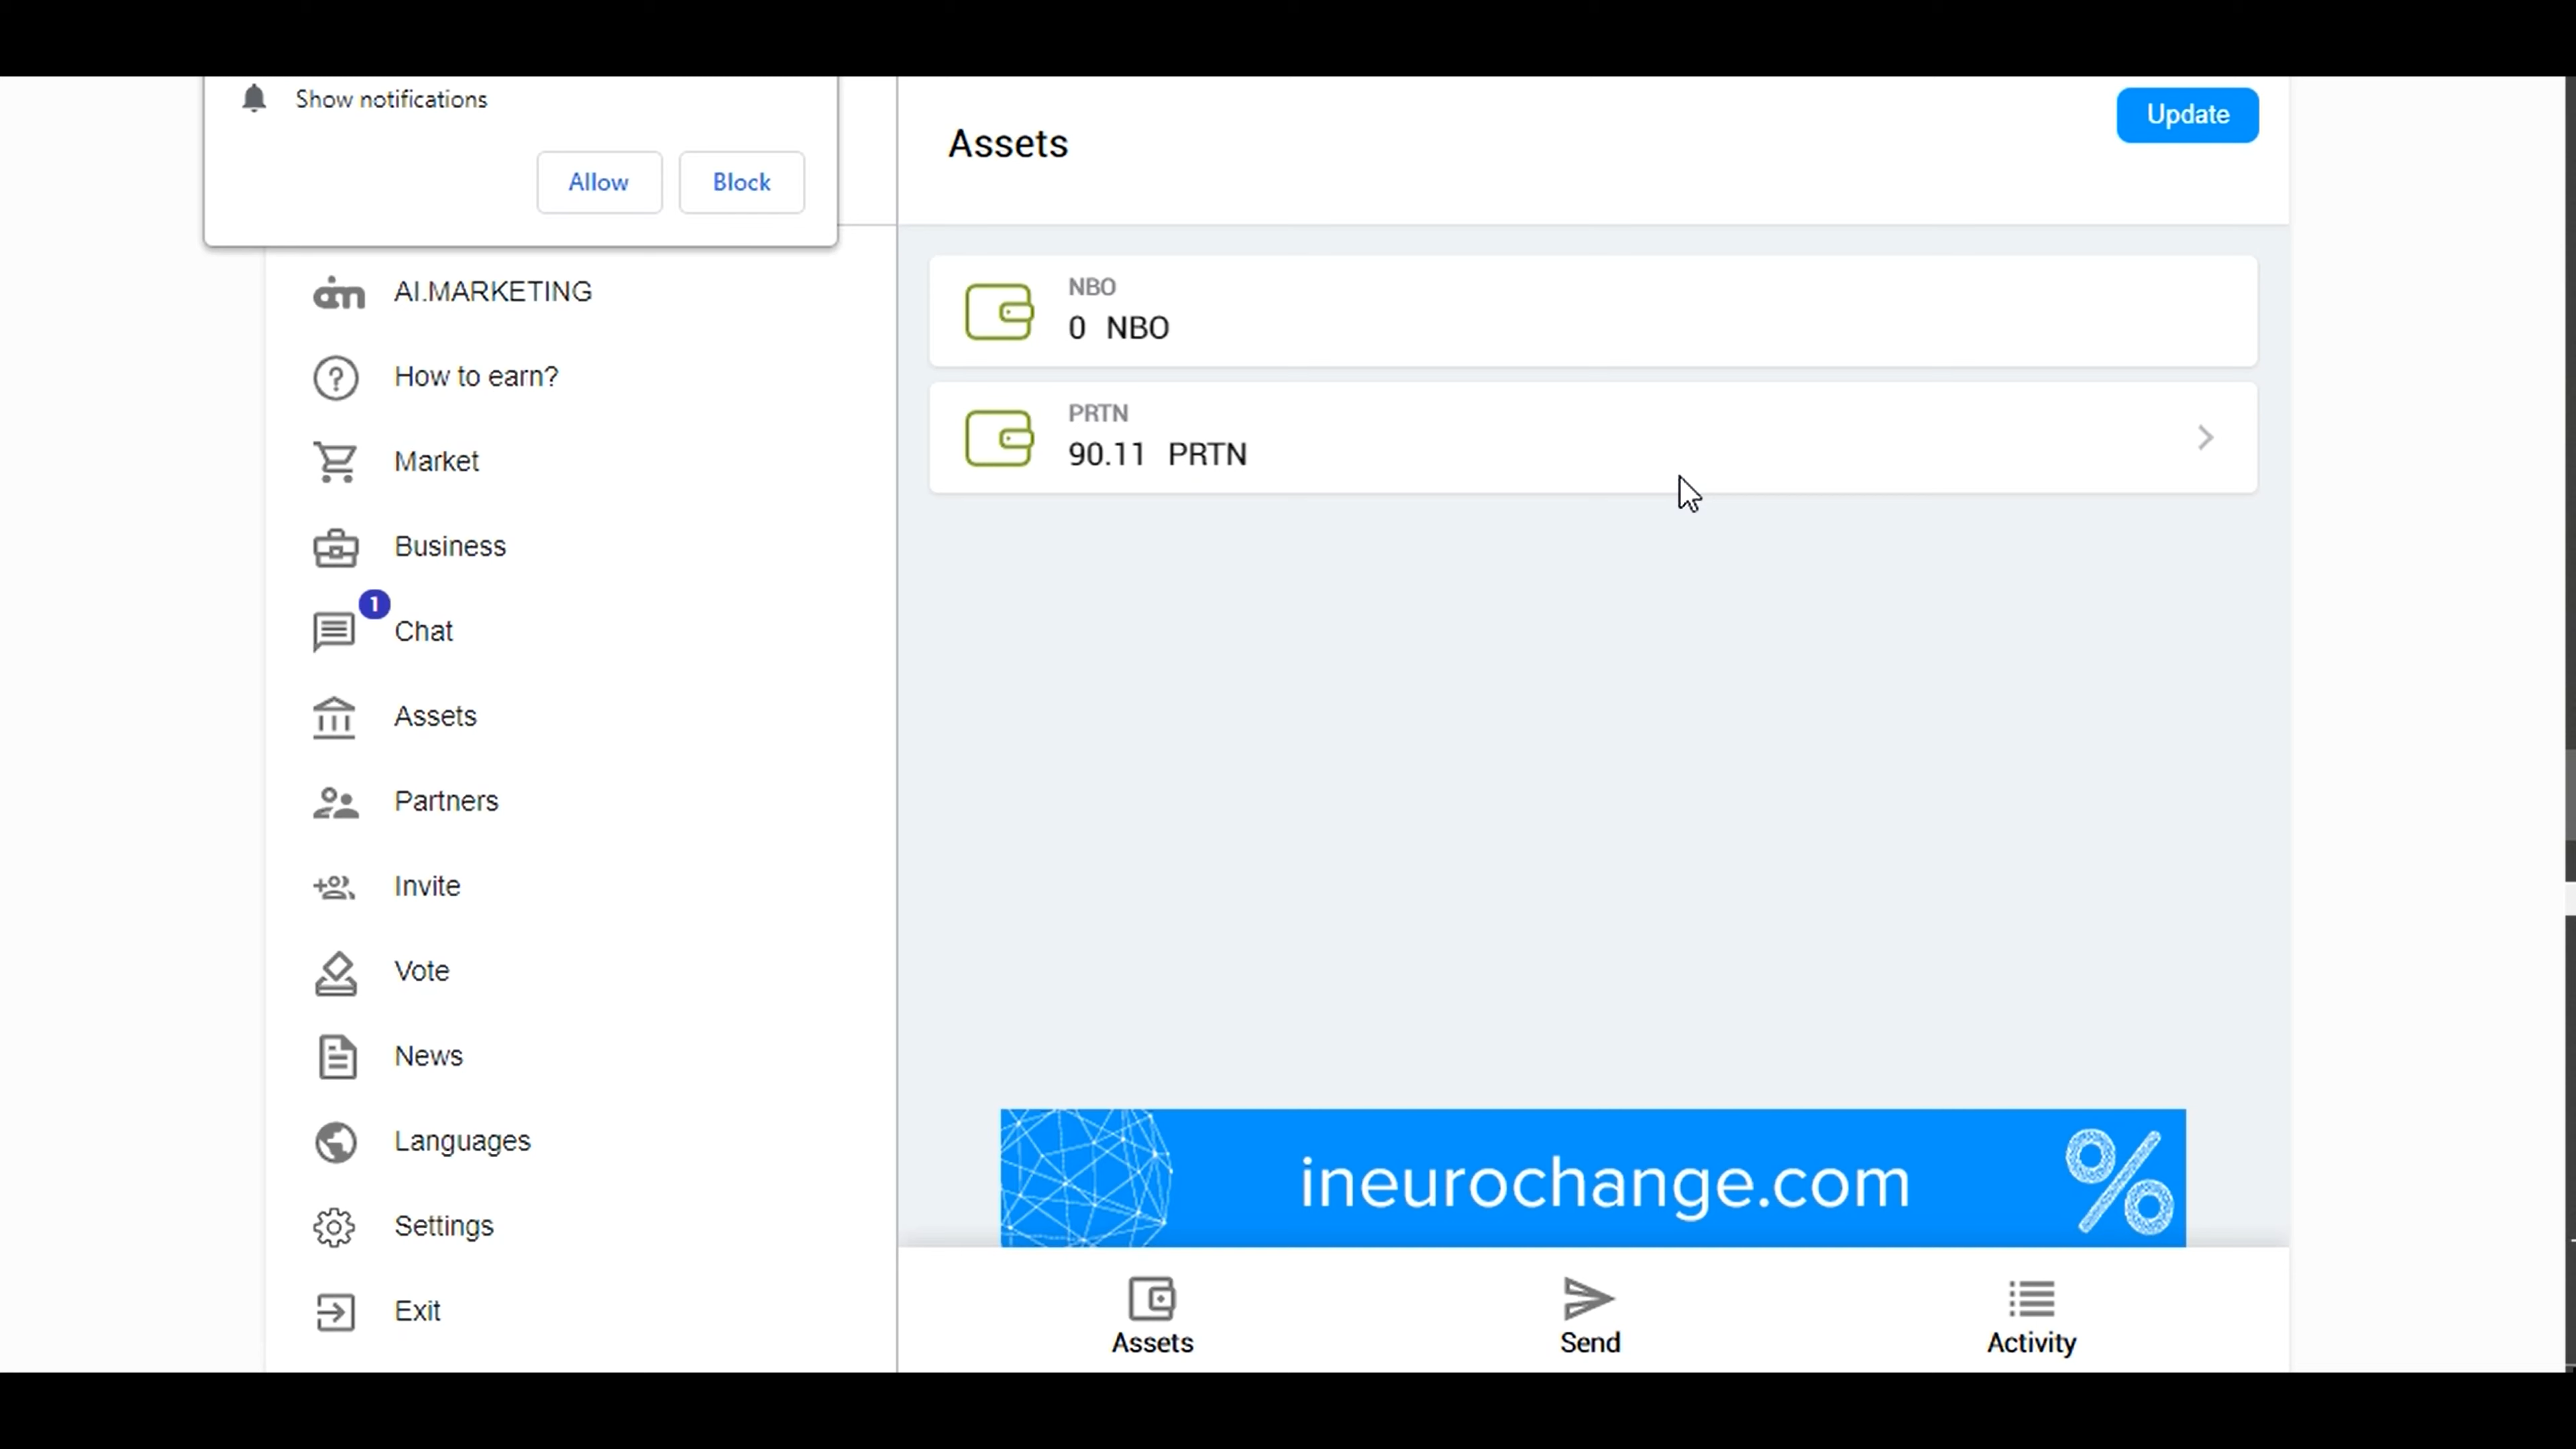 Show notifications
Allow
Block
AI.MARKETING
How to earn?
Market
Business
1
Chat
Assets
Partners
Invite
Vote
News
Languages
Settings
Exit
Assets
Update
NBO
0 NBO
PRTN
90.11 PRTN
ineurochange.com
%
Assets
Send
Activity